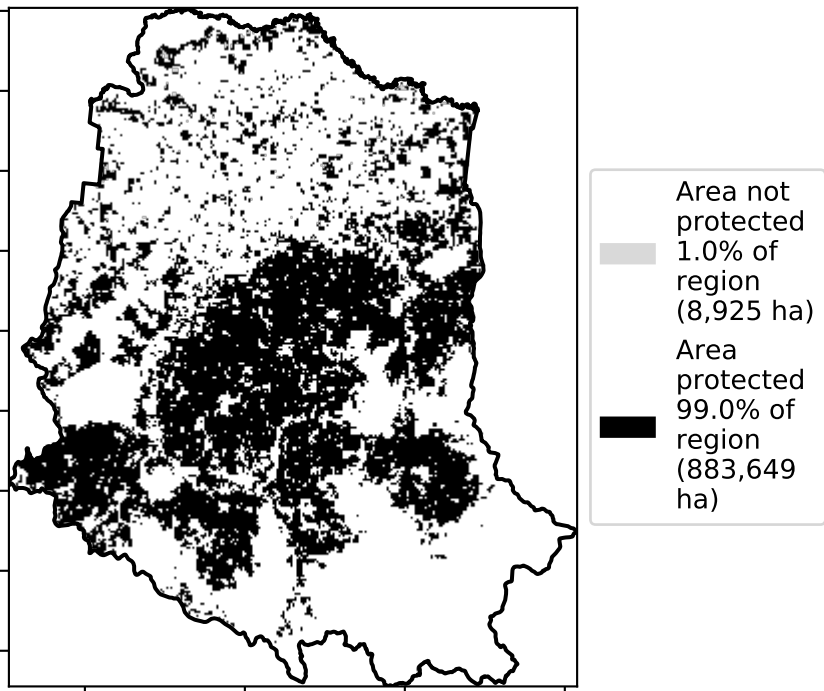 Area not
protected
1.0% of
region
(8,925 ha)
Area
protected
99.0% of
region
(883,649
ha)